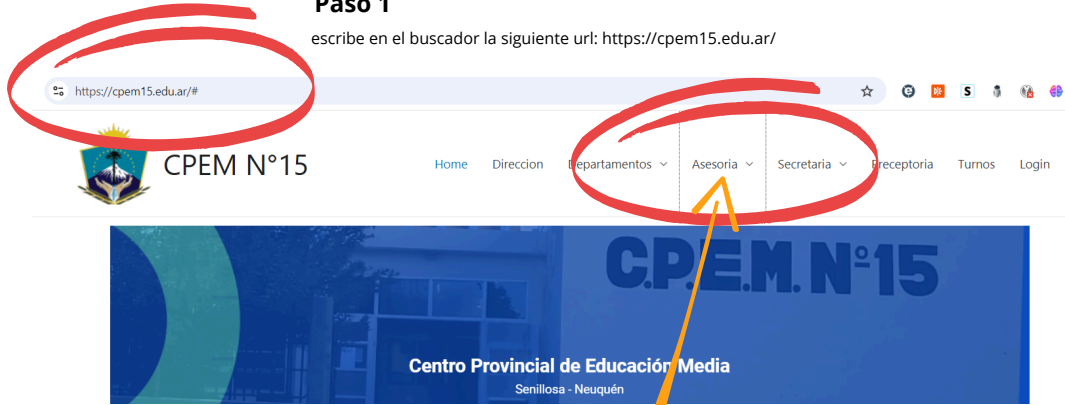 Paso 1
escribe en el buscador la siguiente url: https://cpem15.edu.ar/
https://cpem15.edu.ar/#
CPEM N°15
Home Direccion Departamentos Asesoria Secretaria Preceptoria Turnos Login
C.P.E.M. Nº15
Centro Provincial de Educación Media
Senillosa - Neuquén